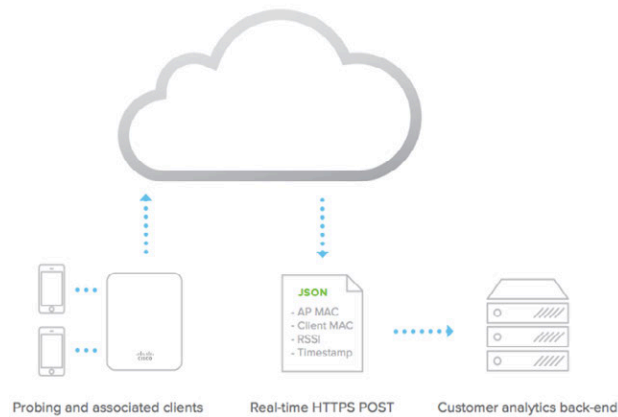 JSON
- AP MAC
- Client MAC
- RSSI
- Timestamp
cisco
Probing and associated clients
Real-time HTTPS POST
Customer analytics back-end